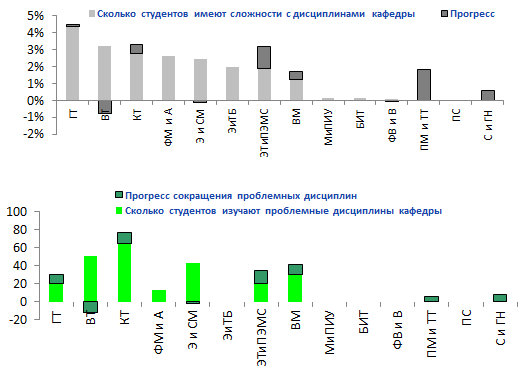 Сколько студентов имеют сложности с дисциплинами кафедры
Прогресс
5%
4%
3%
2%
1%
0%
-1%
-2%
ГТ
ВТ
КТ
ФМ и А
Э и СМ
ЭиТБ
ЭТиПЭМС
ВМ
МиПИУ
БИТ
ФВ и В
ПМ и ТТ
ПС
С и ГН
Прогресс сокращения проблемных дисциплин
Сколько студентов изучают проблемные дисциплины кафедры
100
80
60
40
20
0
-20
ГТ
ВТ
КТ
ФМ и А
Э и СМ
ЭиТБ
ЭТиПЭМС
ВМ
МиПИУ
БИТ
ФВ и В
ПМ и ТТ
ПС
С и ГН